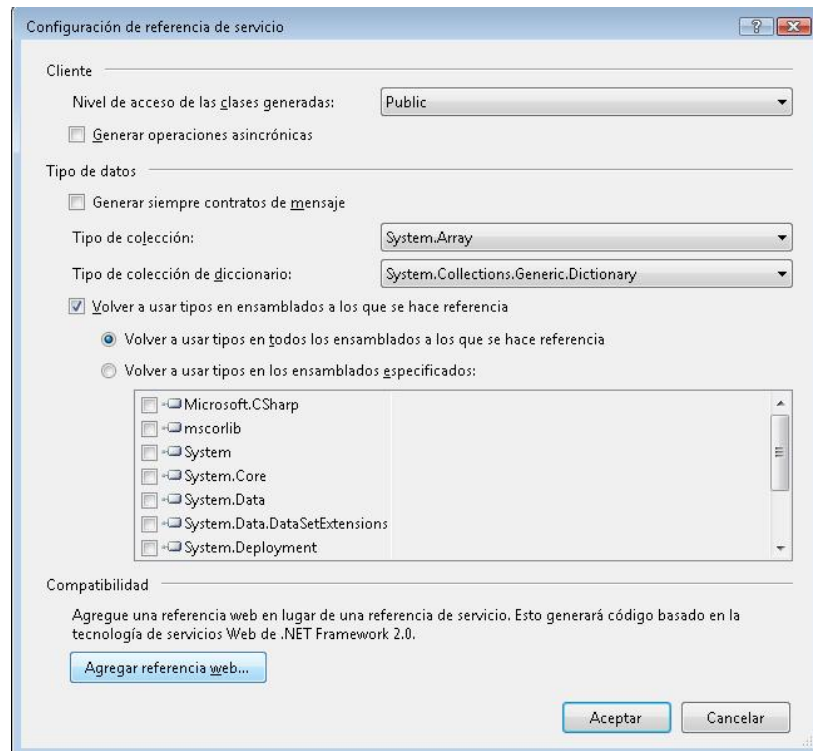 Configuración de referencia de servicio
Cliente
Nivel de acceso de las clases generadas: Public
Generar operaciones asincrónicas
Tipo de datos
Generar siempre contratos de mensaje
Tipo de colección: System.Array
Tipo de colección de diccionario: System.Collections.Generic.Dictionary
Volver a usar tipos en ensamblados a los que se hace referencia
Volver a usar tipos en todos los ensamblados a los que se hace referencia
Volver a usar tipos en los ensamblados especificados:
Microsoft.CSharp
mscorlib
System
System.Core
System.Data
System.Data.DataSetExtensions
System.Deployment
Compatibilidad
Agregue una referencia web en lugar de una referencia de servicio. Esto generará código basado en la
tecnología de servicios Web de .NET Framework 2.0.
Agregar referencia web...
Aceptar Cancelar